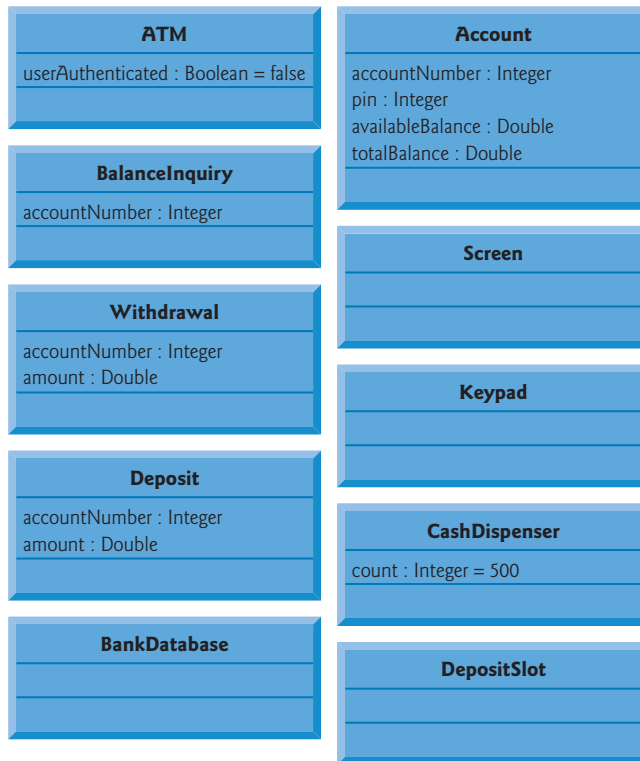 ATM
userAuthenticated : Boolean = false
BalanceInquiry
accountNumber : Integer
Withdrawal
accountNumber : Integer
amount : Double
Deposit
accountNumber : Integer
amount : Double
BankDatabase
Account
accountNumber : Integer
pin : Integer
availableBalance : Double
totalBalance : Double
Screen
Keypad
CashDispenser
count : Integer = 500
DepositSlot